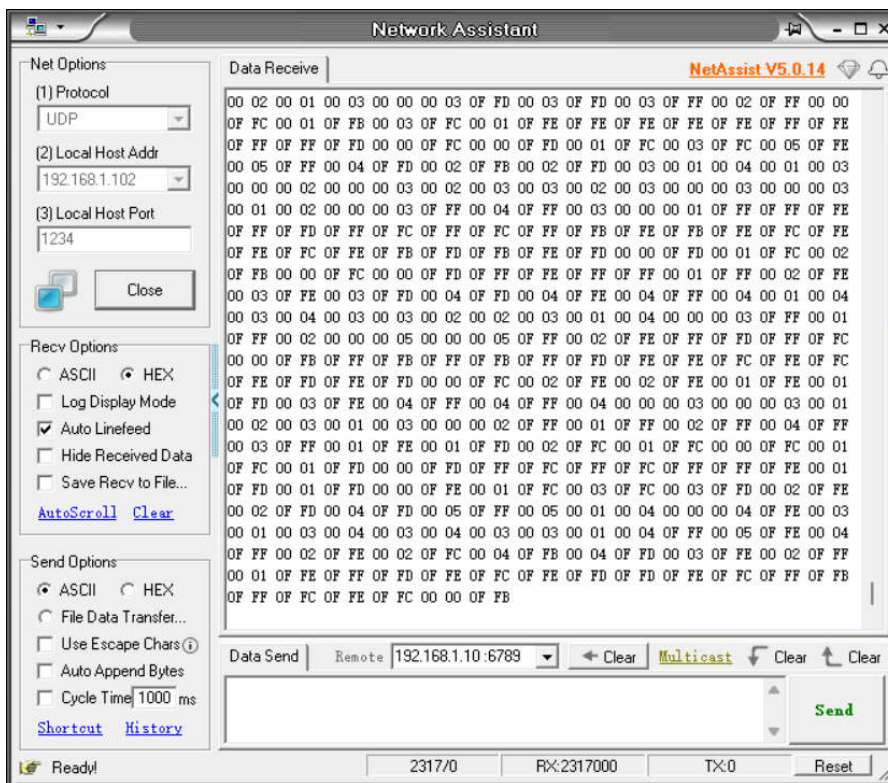 Network Assistant
Net Options
(1) Protocol
UDP
(2) Local Host Addr
192.168.1.102
(3) Local Host Port
1234
Close
Recv Options
ASCII HEX
Log Display Mode
Auto Linefeed
Hide Received Data
Save Recv to File...
AutoScroll Clear
Send Options
ASCII HEX
File Data Transfer...
Use Escape Chars
Auto Append Bytes
Cycle Time 1000 ms
Shortcut History
Data Receive NetAssist V5.0.14
00 02 00 01 00 03 00 00 00 03 0F FD 00 03 0F FD 00 03 0F FF 00 02 0F FF 00 00
0F FC 00 01 0F FB 00 03 0F FC 00 01 0F FE 0F FE 0F FE 0F FE 0F FE 0F FF 0F FE
0F FF 0F FF 0F FD 00 00 0F FC 00 00 0F FD 00 01 0F FC 00 03 0F FC 00 05 0F FE
00 05 0F FF 00 04 0F FD 00 02 0F FB 00 02 0F FD 00 03 00 01 00 04 00 01 00 03
00 00 00 02 00 00 00 03 00 02 00 03 00 03 00 02 00 03 00 00 00 03 00 00 00 03
00 01 00 02 00 00 00 03 0F FF 00 04 0F FF 00 03 00 00 00 01 0F FF 0F FF 0F FE
0F FF 0F FD 0F FF 0F FC 0F FF 0F FC 0F FF 0F FB 0F FE 0F FB 0F FE 0F FC 0F FF
0F FE 0F FC 0F FE 0F FB 0F FD 0F FB 0F FE 0F FD 00 00 0F FD 00 01 0F FC 00 02
0F FB 00 00 0F FC 00 00 0F FD 0F FF 0F FE 0F FF 0F FF 00 01 0F FF 00 02 0F FE
00 03 0F FE 00 03 0F FD 00 04 0F FD 00 04 0F FE 00 04 0F FF 00 04 00 01 00 04
00 03 00 04 00 03 00 03 00 02 00 02 00 03 00 01 00 04 00 00 00 03 0F FF 00 01
0F FF 00 02 00 00 00 05 00 00 00 05 0F FF 00 02 0F FE 0F FF 0F FD 0F FF 0F FC
00 00 0F FB 0F FF 0F FB 0F FF 0F FB 0F FF 0F FD 0F FE 0F FE 0F FC 0F FE 0F FC
0F FE 0F FD 0F FE 0F FD 00 00 0F FC 00 02 0F FE 00 02 0F FE 00 01 0F FE 00 01
0F FD 00 03 0F FE 00 04 0F FF 00 04 0F FF 00 04 00 00 00 03 00 00 00 03 00 01
00 02 00 03 00 01 00 03 00 00 00 02 0F FF 00 01 0F FF 00 02 0F FF 00 04 0F FF
00 03 0F FF 00 01 0F FE 00 01 0F FD 00 02 0F FC 00 01 0F FC 00 00 0F FC 00 01
0F FC 00 01 0F FD 00 00 0F FD 0F FF 0F FC 0F FF 0F FC 0F FF 0F FF 0F FE 00 01
0F FD 00 01 0F FD 00 00 0F FE 00 01 0F FC 00 03 0F FC 00 03 0F FD 00 02 0F FE
00 02 0F FD 00 04 0F FD 00 05 0F FF 00 05 00 01 00 04 00 00 00 04 0F FE 00 03
00 01 00 03 00 04 00 03 00 04 00 03 00 03 00 01 00 04 0F FF 00 05 0F FE 00 04
0F FF 00 02 0F FE 00 02 0F FC 00 04 0F FB 00 04 0F FD 00 03 0F FE 00 02 0F FF
00 01 0F FE 0F FF 0F FD 0F FE 0F FC 0F FE 0F FD 0F FD 0F FE 0F FC 0F FF 0F FB
0F FF 0F FC 0F FE 0F FC 00 00 0F FB
Data Send Remote 192.168.1.10:6789 Clear Multicast Clear Clear
Send
Ready! 2317/0 RX:2317000 TX:0 Reset